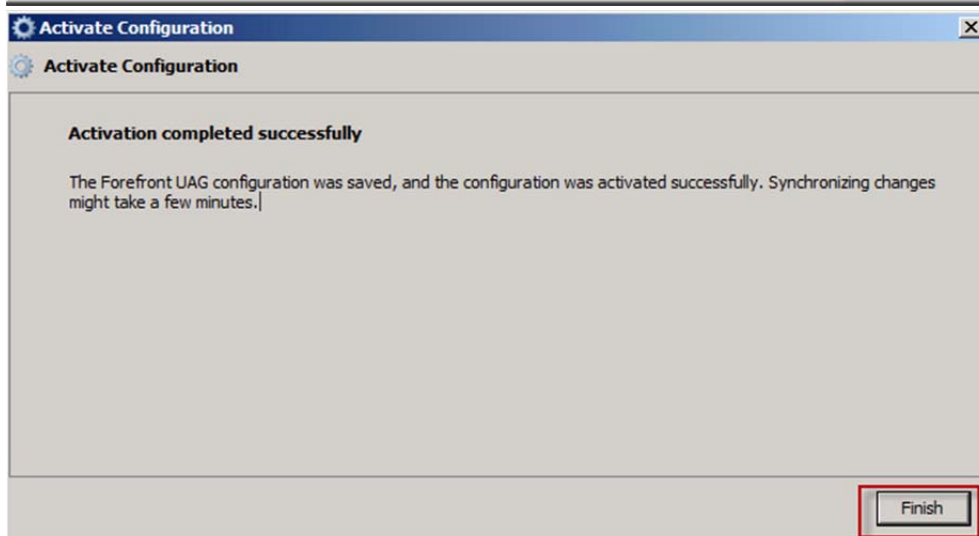 Activate Configuration
Activate Configuration
Activation completed successfully
The Forefront UAG configuration was saved, and the configuration was activated successfully. Synchronizing changes
might take a few minutes.
Finish